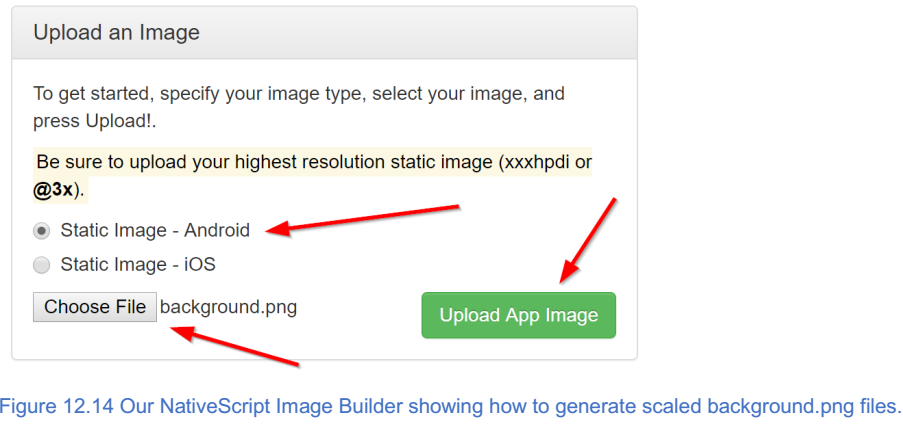 Upload an Image
To get started, specify your image type, select your image, and
press Upload!.
Be sure to upload your highest resolution static image (xxxhpdi or
@3x).
Static Image - Android
Static Image - iOS
Choose File background.png
Upload App Image
Figure 12.14 Our NativeScript Image Builder showing how to generate scaled background.png files.